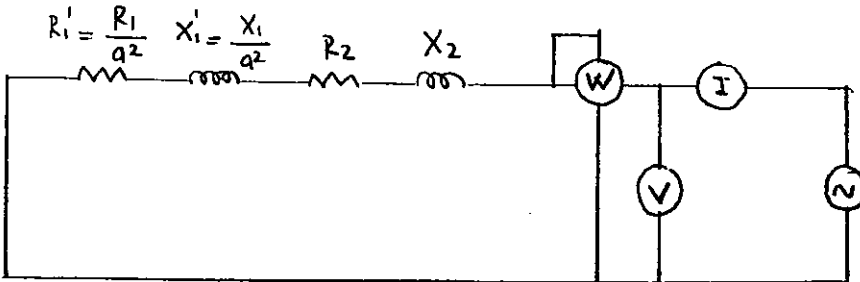 R₁' = R₁/a² X₁' = X₁/a² R₂ X₂
W I
V ~